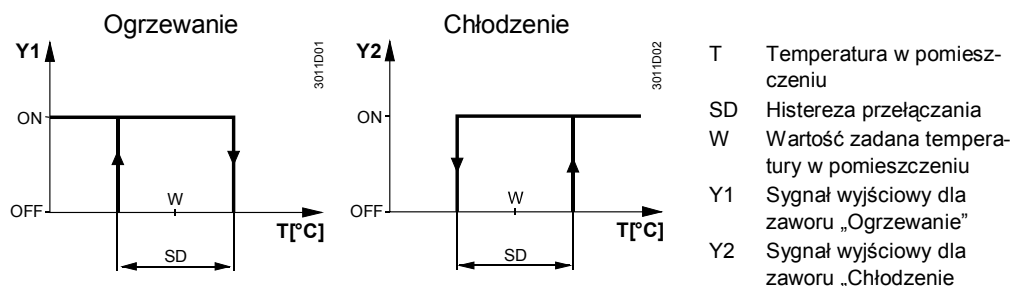 Ogrzewanie
Y1
3011D01
ON
W
OFF
T[°C]
SD
Chłodzenie
Y2
3011D02
ON
W
OFF
T[°C]
SD
T Temperatura w pomiesz-
czeniu
SD Histereza przełączania
W Wartość zadana tempera-
tury w pomieszczeniu
Y1 Sygnał wyjściowy dla
zaworu „Ogrzewanie”
Y2 Sygnał wyjściowy dla
zaworu „Chłodzenie